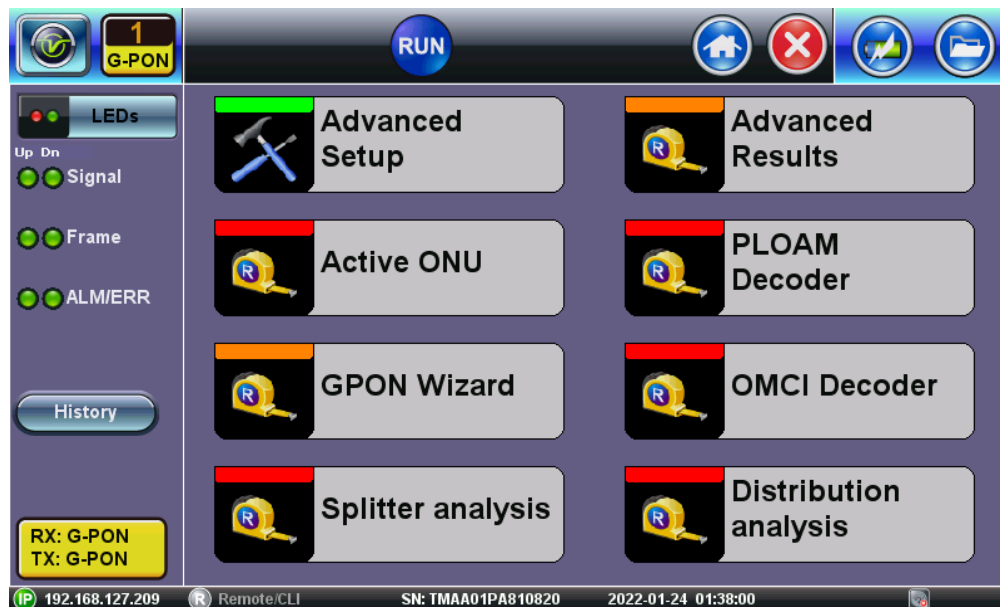 1
G-PON
RUN
LEDs
Up Dn
Signal
Frame
ALM/ERR
History
RX: G-PON
TX: G-PON
Advanced
Setup
Advanced
Results
R
Active ONU
R
PLOAM
Decoder
R
GPON Wizard
R
OMCI Decoder
R
Splitter analysis
R
Distribution
analysis
R
IP 192.168.127.209
R Remote/CLI
SN: TMAA01PA810820
2022-01-24 01:38:00